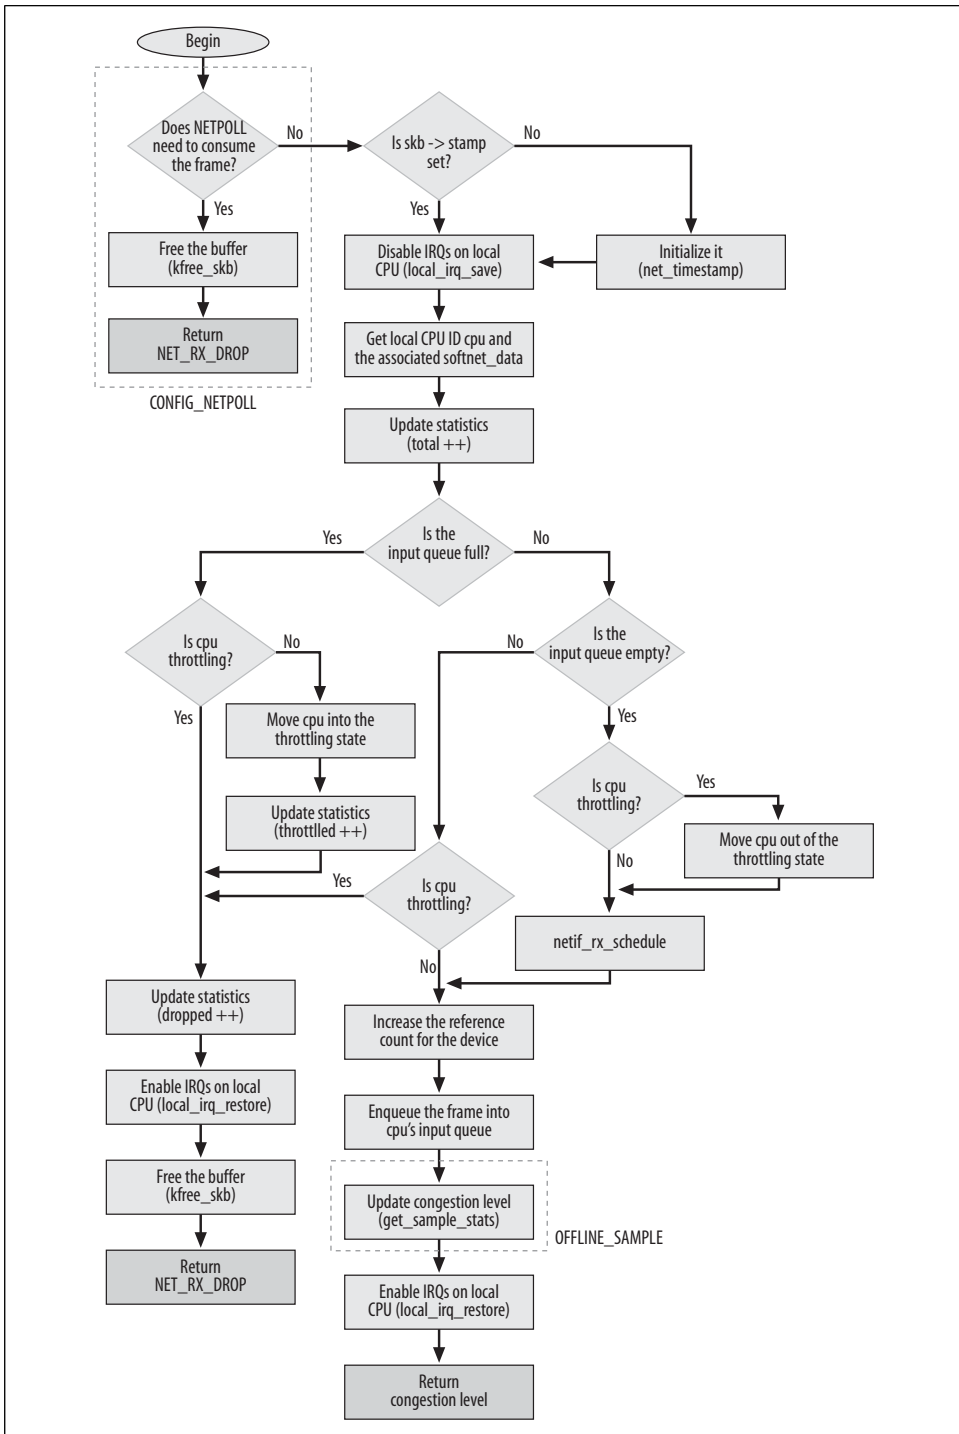 Begin
Does NETPOLL
need to consume
the frame?
No
Is skb -> stamp
set?
No
Yes
Yes
Free the buffer
(kfree_skb)
Disable IRQs on local
CPU (local_irq_save)
Initialize it
(net_timestamp)
Return
NET_RX_DROP
Get local CPU ID cpu and
the associated softnet_data
CONFIG_NETPOLL
Update statistics
(total ++)
Yes
Is the
input queue full?
No
Is cpu
throttling?
No
No
Is the
input queue empty?
Yes
Move cpu into the
throttling state
Yes
Is cpu
throttling?
Yes
Update statistics
(throttlled ++)
Move cpu out of the
throttling state
Yes
Is cpu
throttling?
No
netif_rx_schedule
No
Update statistics
(dropped ++)
Increase the reference
count for the device
Enable IRQs on local
CPU (local_irq_restore)
Enqueue the frame into
cpu's input queue
Free the buffer
(kfree_skb)
Update congestion level
(get_sample_stats)
OFFLINE_SAMPLE
Return
NET_RX_DROP
Enable IRQs on local
CPU (local_irq_restore)
Return
congestion level